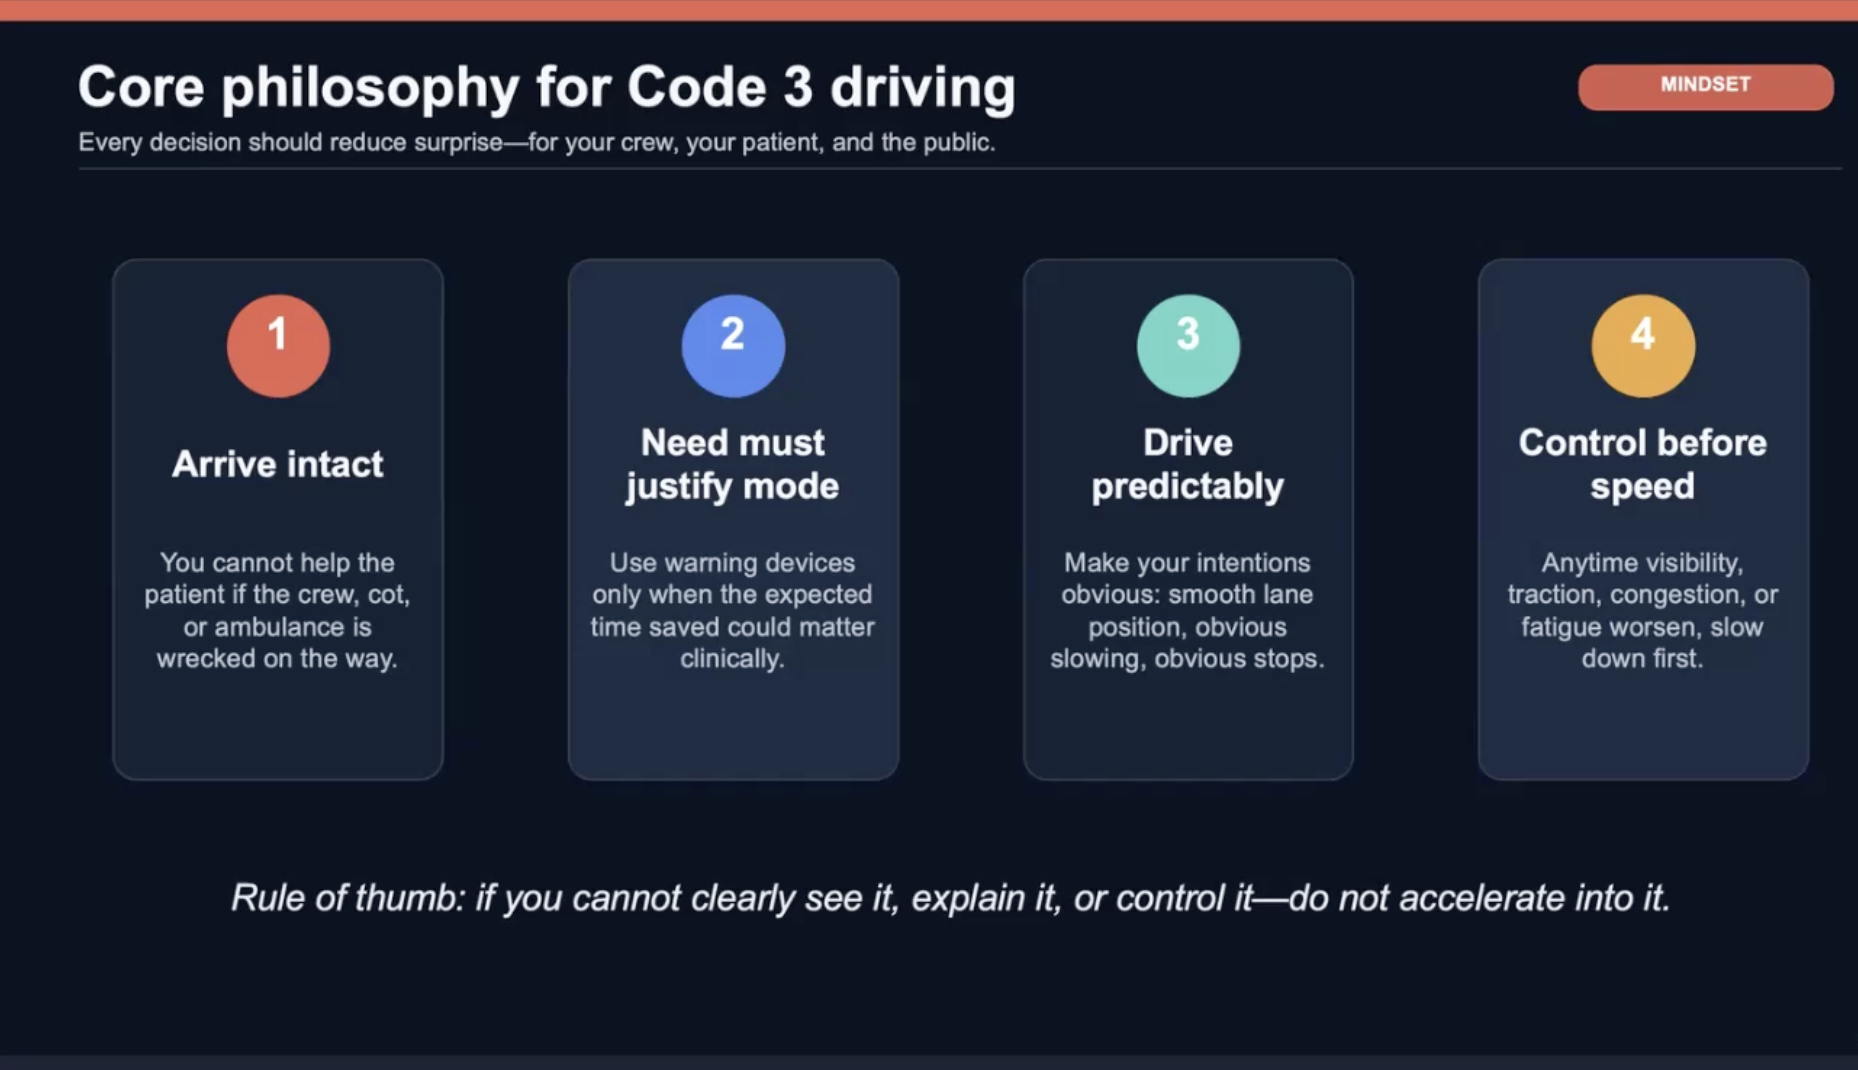 Core philosophy for Code 3 driving
MINDSET
Every decision should reduce surprise—for your crew, your patient, and the public.
1
Arrive intact
You cannot help the
patient if the crew, cot,
or ambulance is
wrecked on the way.
2
Need must
justify mode
Use warning devices
only when the expected
time saved could matter
clinically.
3
Drive
predictably
Make your intentions
obvious: smooth lane
position, obvious
slowing, obvious stops.
4
Control before
speed
Anytime visibility,
traction, congestion, or
fatigue worsen, slow
down first.
Rule of thumb: if you cannot clearly see it, explain it, or control it—do not accelerate into it.